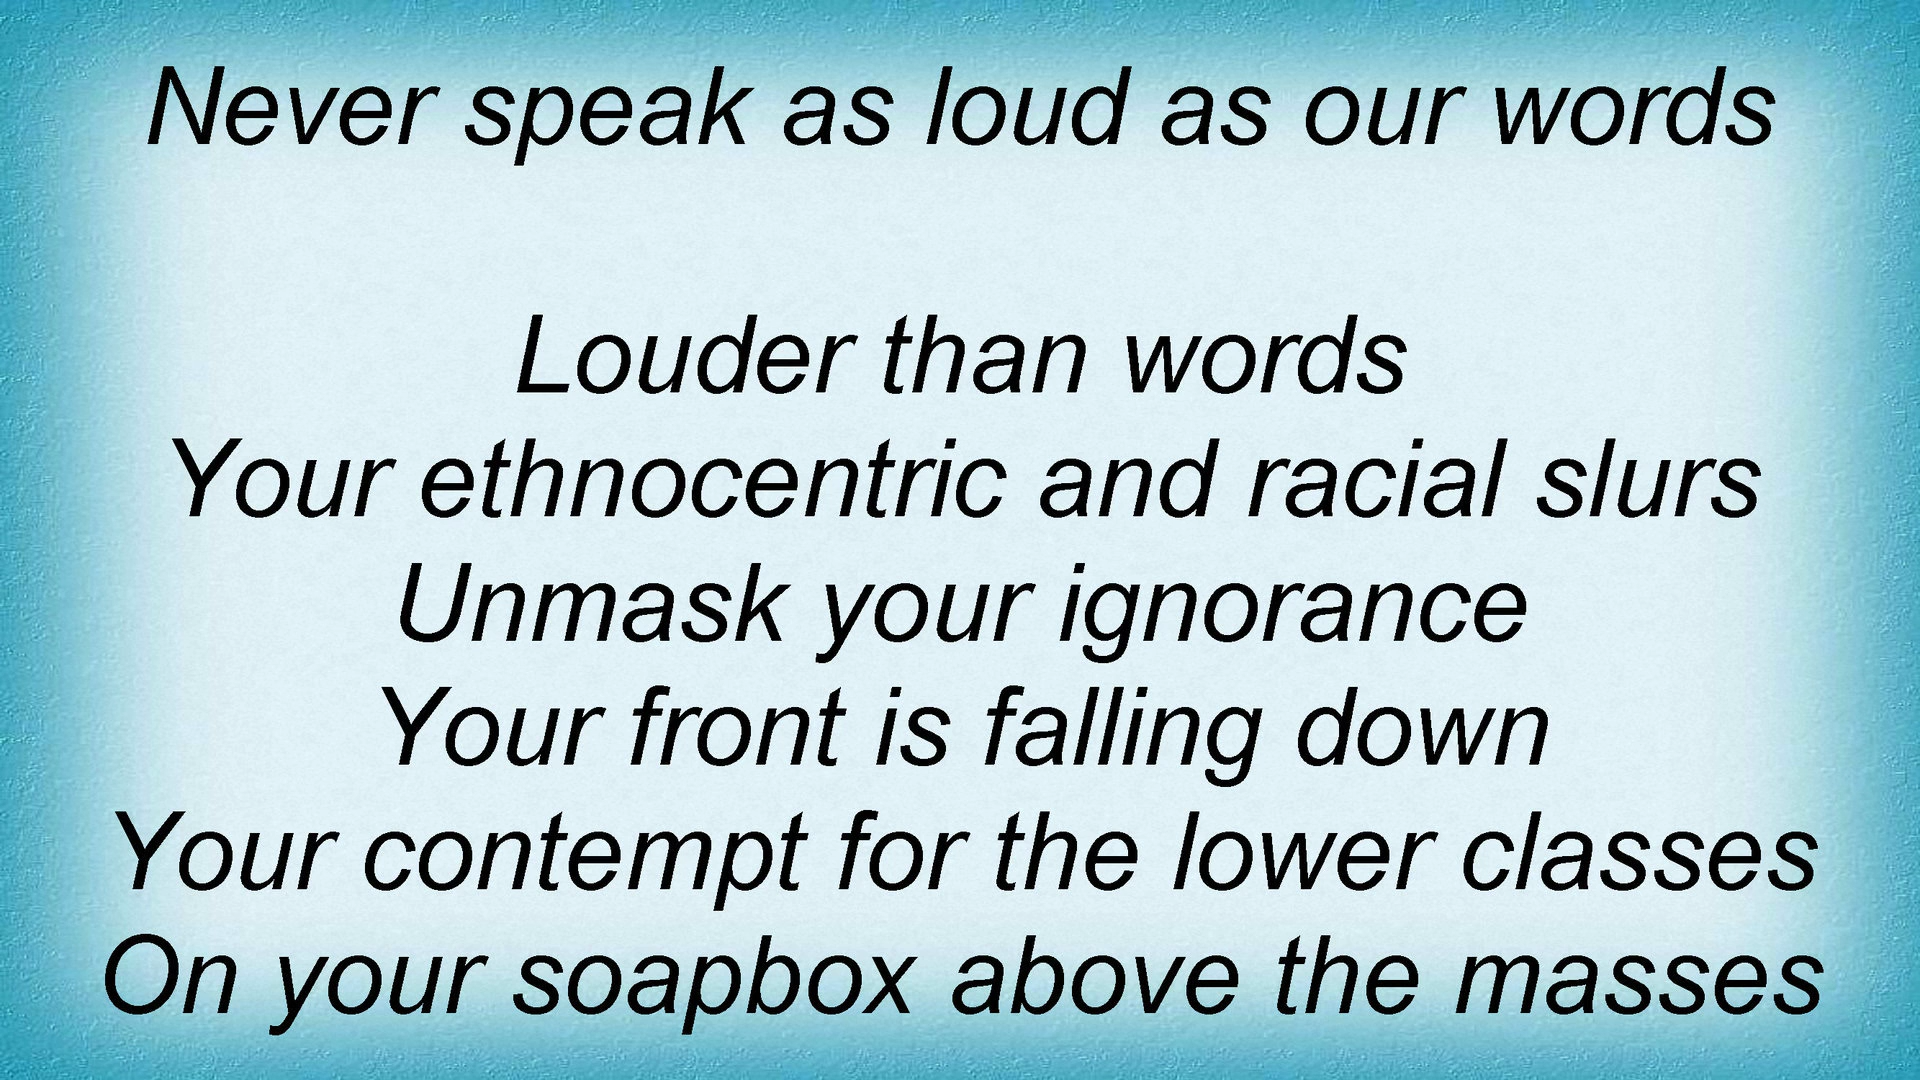 Never speak as loud as our words
Louder than words
Your ethnocentric and racial slurs
Unmask your ignorance
Your front is falling down
Your contempt for the lower classes
On your soapbox above the masses